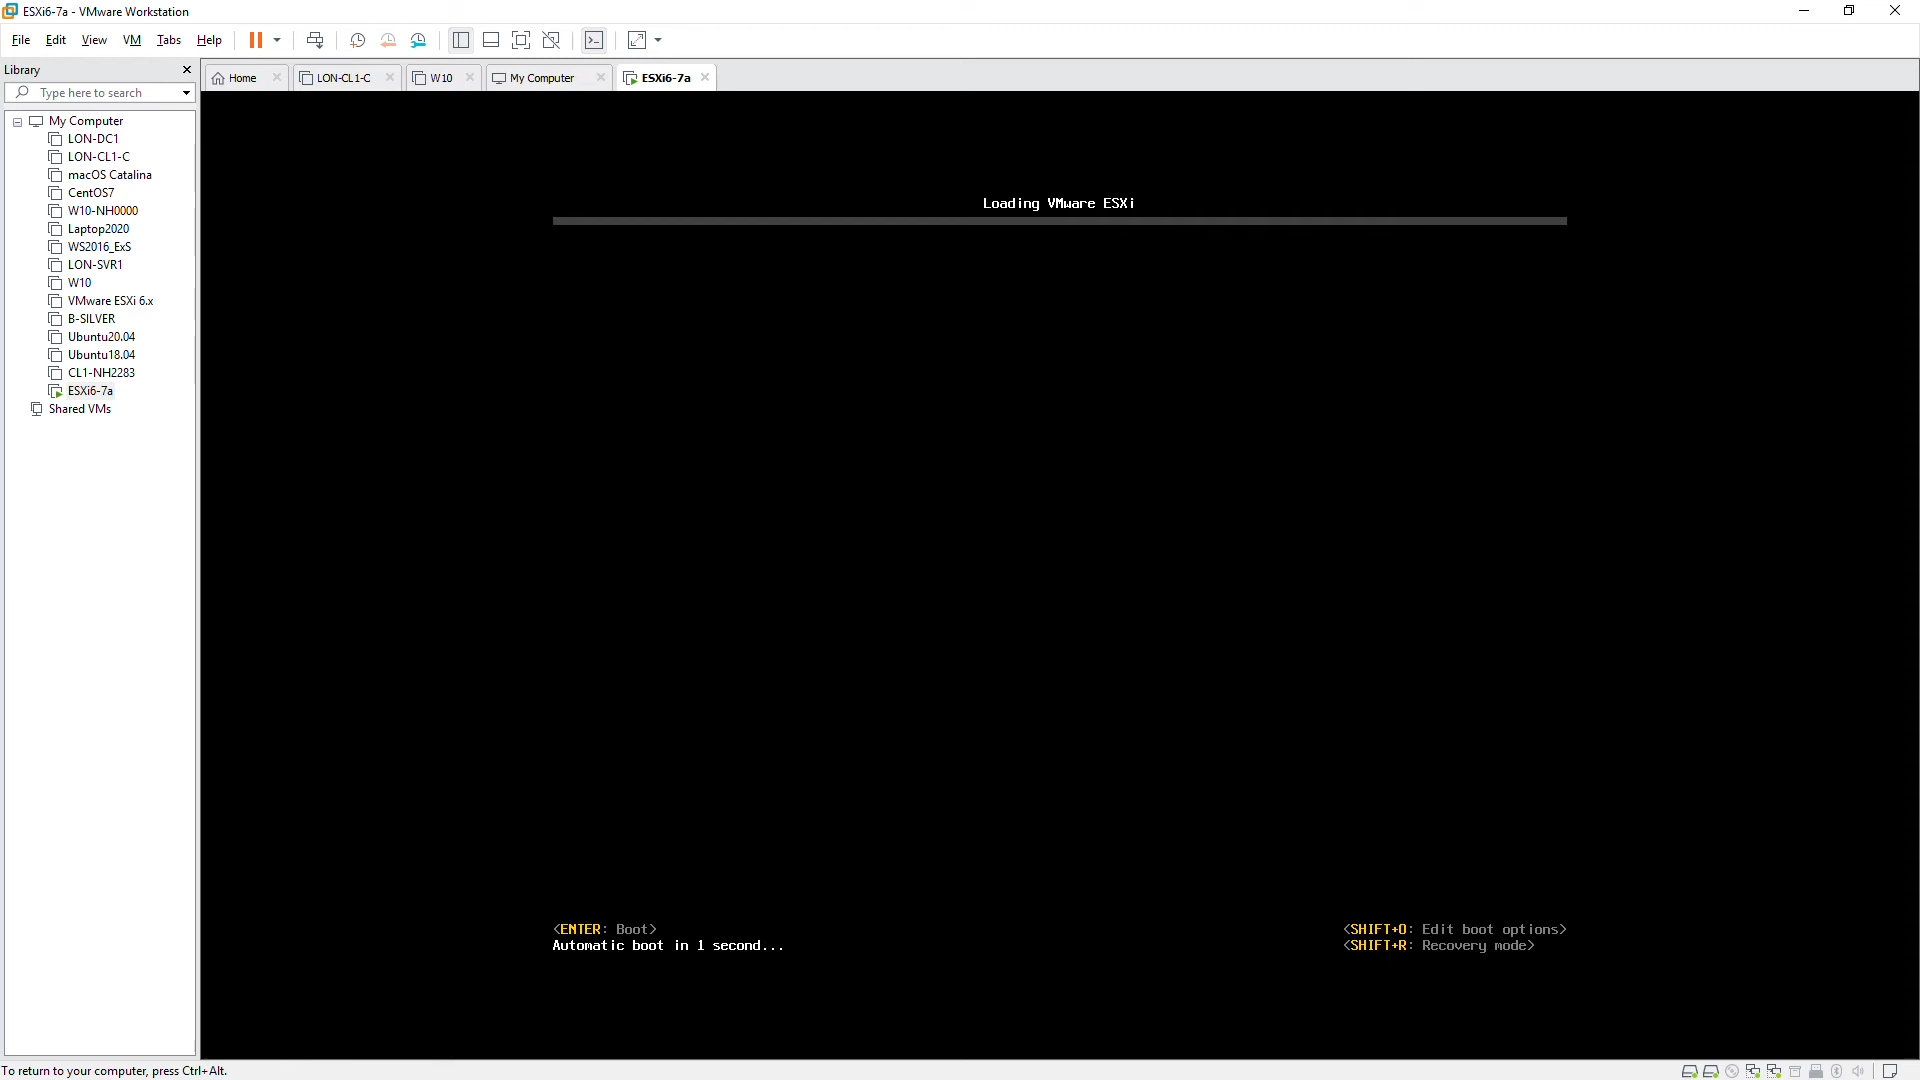 ESXi6-7a - VMware Workstation
File Edit View VM Tabs Help
Library
Type here to search
Home LON-CL1-C W10 My Computer ESXi6-7a
My Computer
LON-DC1
LON-CL1-C
macOS Catalina
CentOS7
W10-NH0000
Laptop2020
WS2016_ExS
LON-SVR1
W10
VMware ESXi 6.x
B-SILVER
Ubuntu20.04
Ubuntu18.04
CL1-NH2283
ESXi6-7a
Shared VMs
Loading VMware ESXi
<ENTER: Boot> <SHIFT+O: Edit boot options>
Automatic boot in 1 second... <SHIFT+R: Recovery mode>
To return to your computer, press Ctrl+Alt.